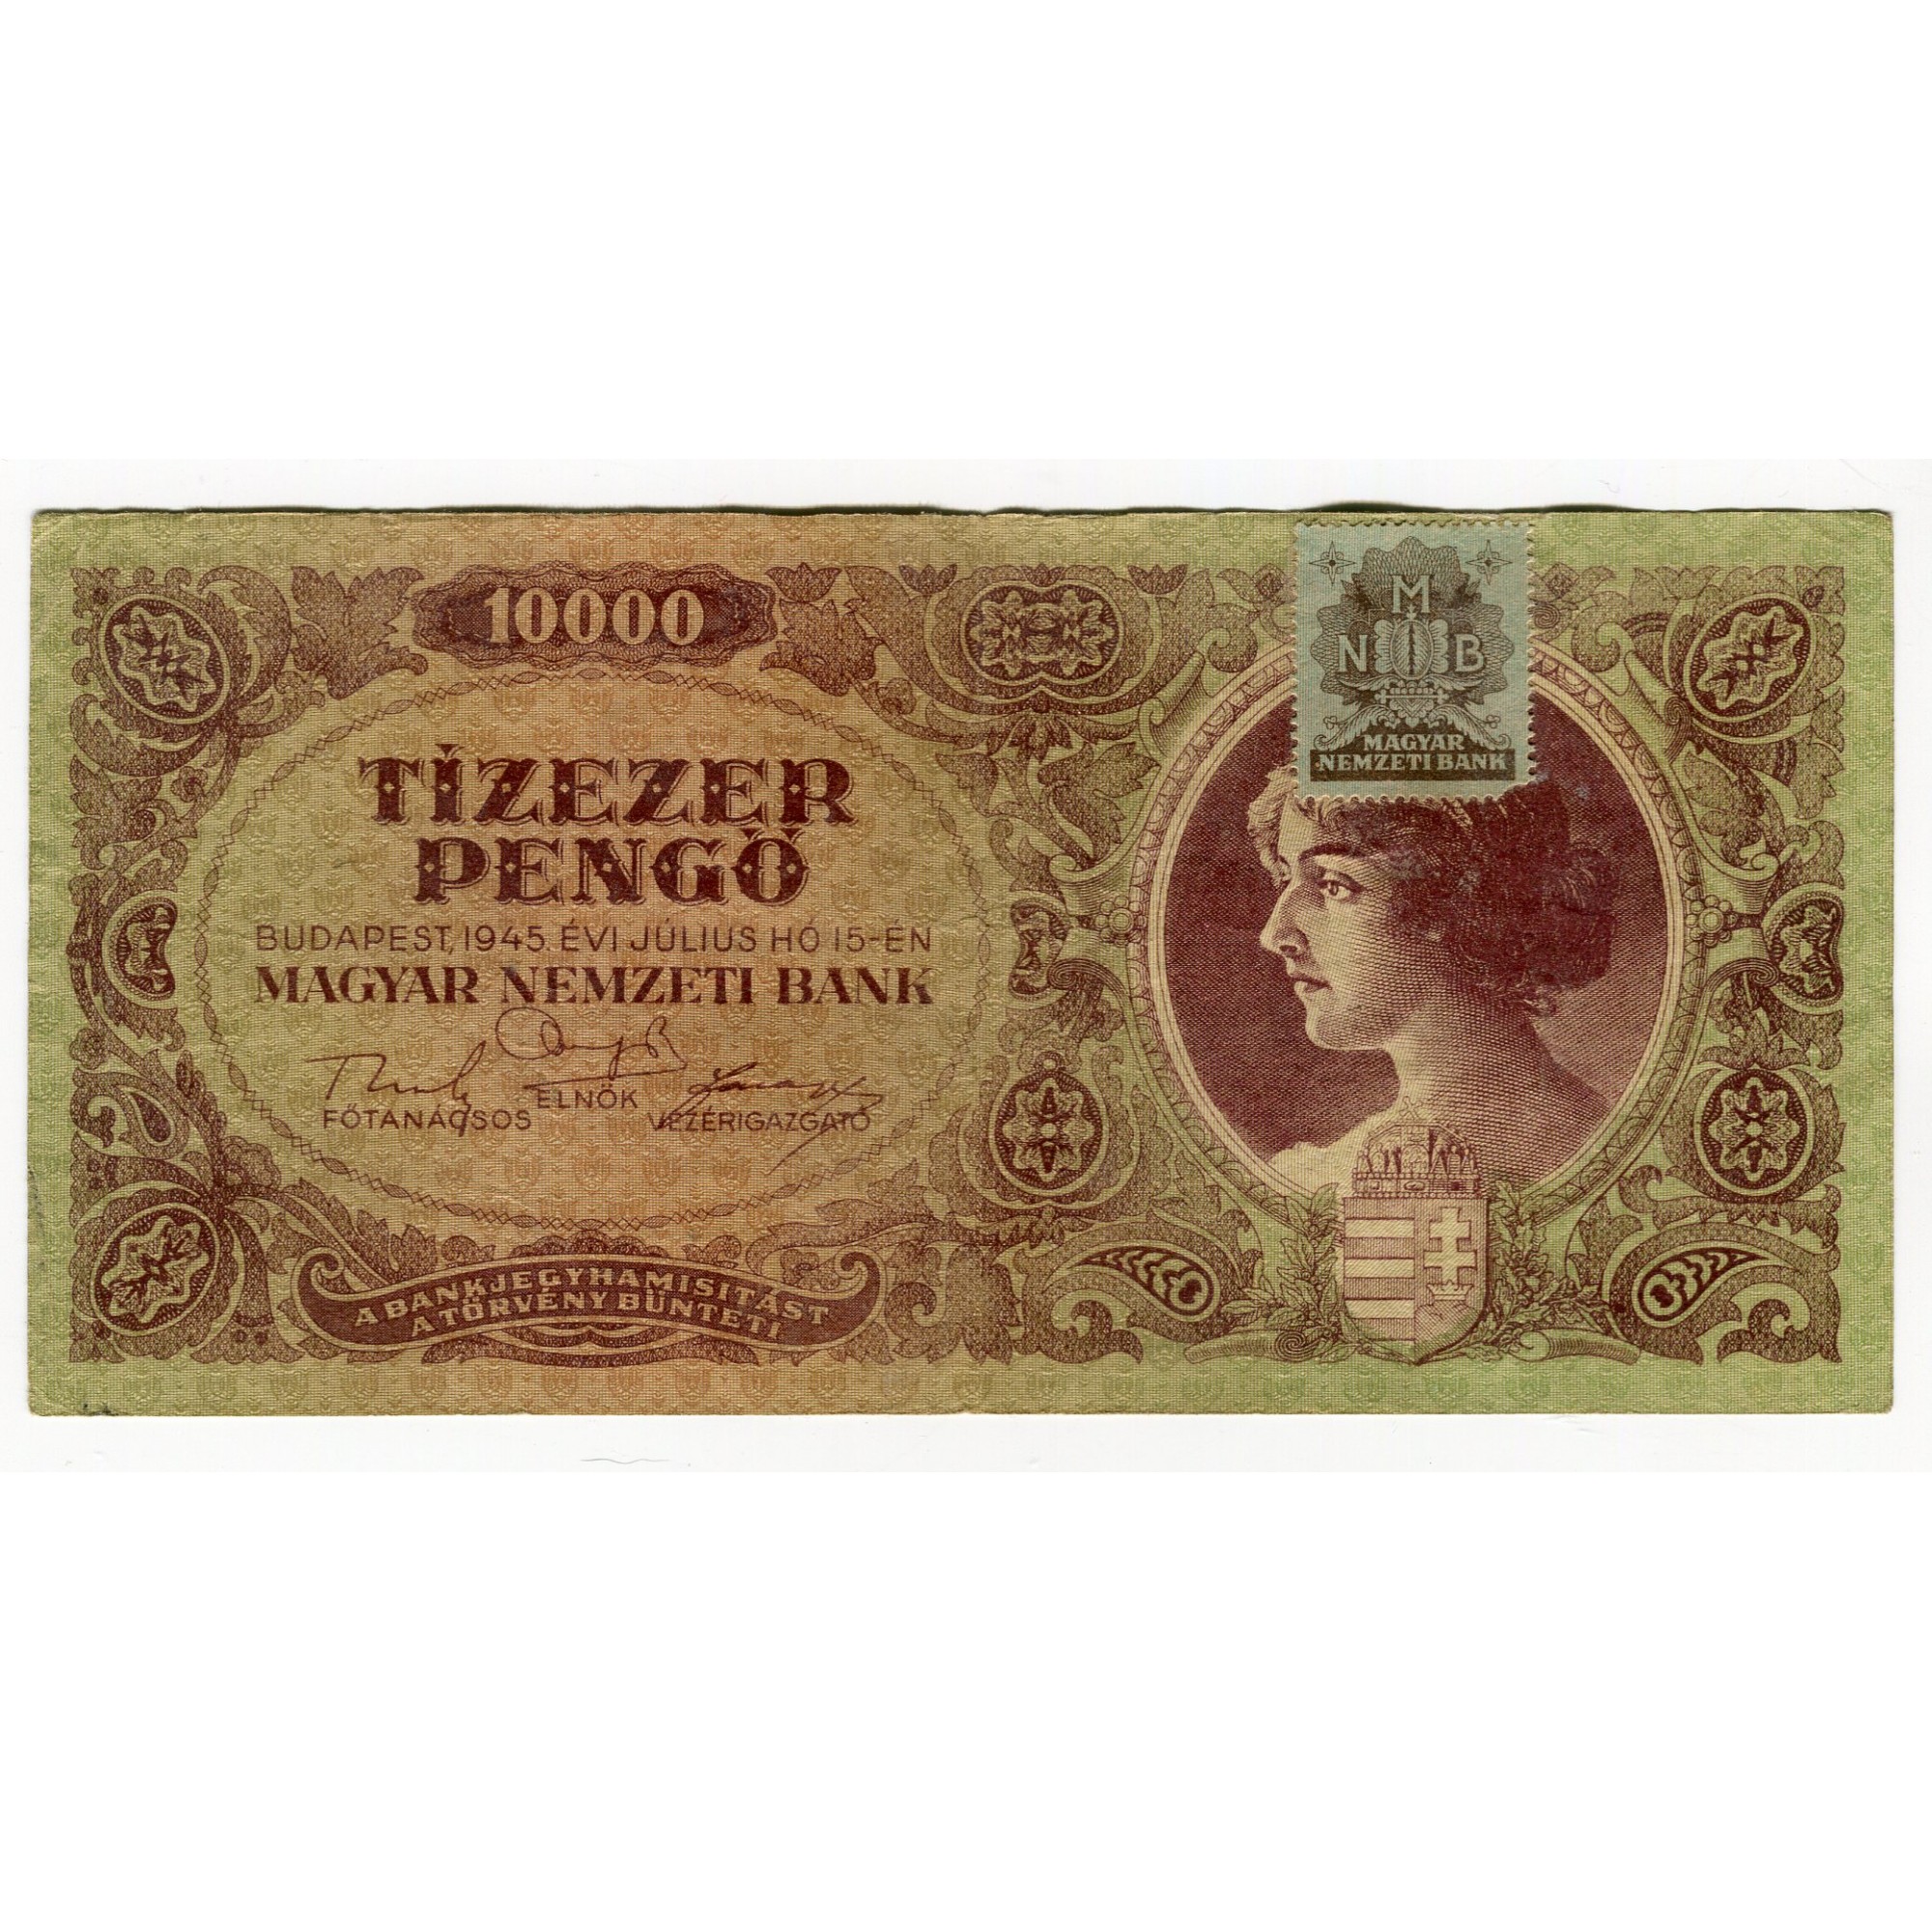 10000
TÍZEZER
PENGŐ
BUDAPEST, 1945. ÉVI JÚLIUS HÓ 15-ÉN
MAGYAR NEMZETI BANK
FŐTANÁCSOS
ELNÖK
VEZÉRIGAZGATÓ
A BANKJEGYHAMISITÁST
A TÖRVÉNY BÜNTETI
M
N B
MAGYAR
NEMZETI BANK